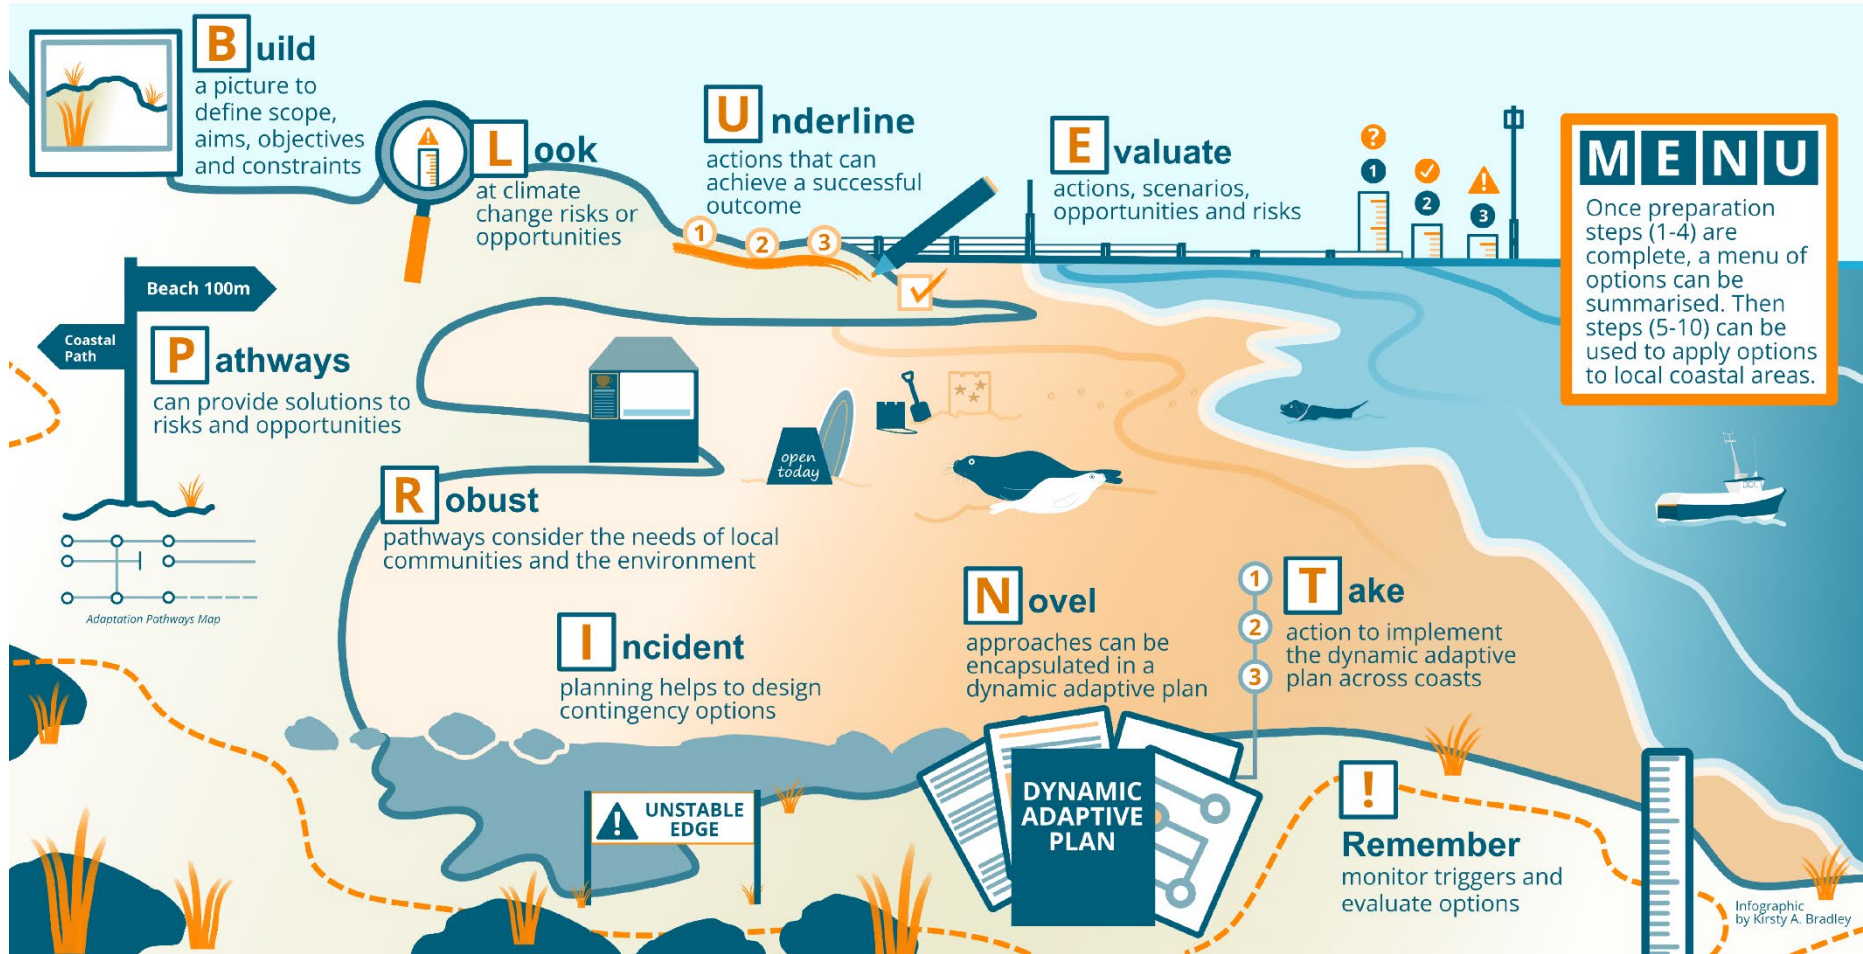 Build
a picture to
define scope,
aims, objectives
and constraints
Look
at climate
change risks or
opportunities
Underline
actions that can
achieve a successful
outcome
1
2
3
Evaluate
actions, scenarios,
opportunities and risks
?
1
2
!
3
MENU
Once preparation
steps (1-4) are
complete, a menu of
options can be
summarised. Then
steps (5-10) can be
used to apply options
to local coastal areas.
Beach 100m
Coastal
Path
Pathways
can provide solutions to
risks and opportunities
Adaptation Pathways Map
open
today
Robust
pathways consider the needs of local
communities and the environment
Incident
planning helps to design
contingency options
Novel
approaches can be
encapsulated in a
dynamic adaptive plan
1
2
3
Take
action to implement
the dynamic adaptive
plan across coasts
! UNSTABLE
EDGE
DYNAMIC
ADAPTIVE
PLAN
!
Remember
monitor triggers and
evaluate options
Infographic
by Kirsty A. Bradley